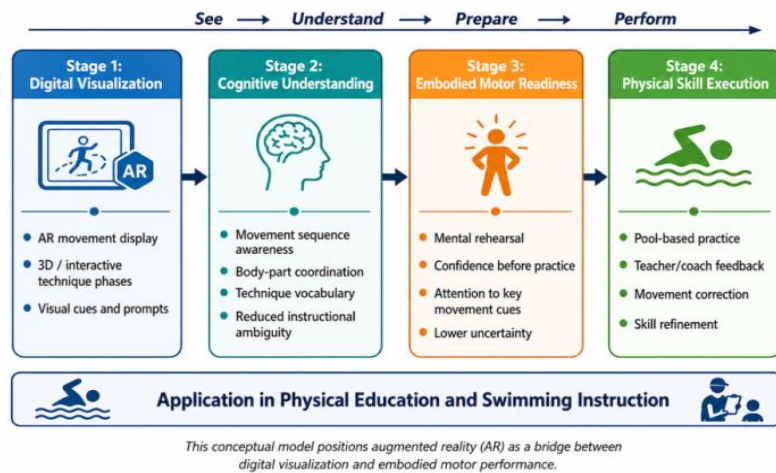 See → Understand → Prepare → Perform
Stage 1:
Digital Visualization
AR
• AR movement display
• 3D / interactive
technique phases
• Visual cues and prompts
Stage 2:
Cognitive Understanding
• Movement sequence
awareness
• Body-part coordination
• Technique vocabulary
• Reduced instructional
ambiguity
Stage 3:
Embodied Motor Readiness
• Mental rehearsal
• Confidence before practice
• Attention to key
movement cues
• Lower uncertainty
Stage 4:
Physical Skill Execution
• Pool-based practice
• Teacher/coach feedback
• Movement correction
• Skill refinement
Application in Physical Education and Swimming Instruction
This conceptual model positions augmented reality (AR) as a bridge between
digital visualization and embodied motor performance.